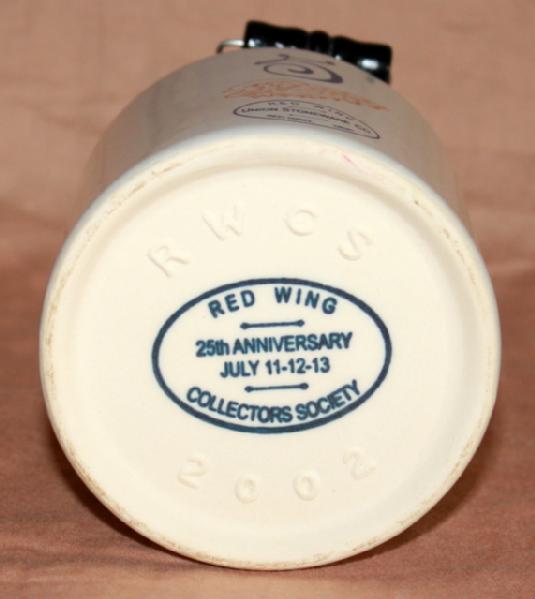 RED WING
UNION STONEWARE CO.
RWCS
RED WING
25th ANNIVERSARY
JULY 11-12-13
COLLECTORS SOCIETY
2002